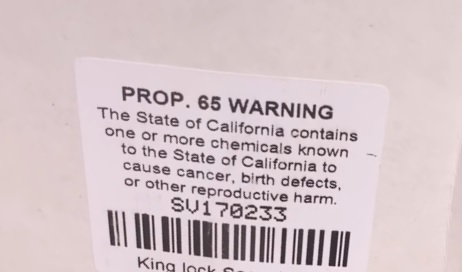 PROP. 65 WARNING
The State of California contains
one or more chemicals known
to the State of California to
cause cancer, birth defects,
or other reproductive harm.
SV170233
King lock